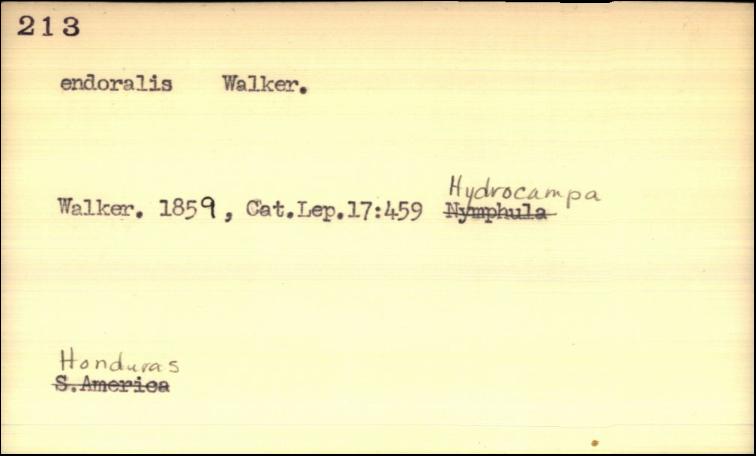 213
endoralis Walker.
Hydrocampa
Walker. 1859, Cat.Lep.17:459 Nymphula
Honduras
S.America